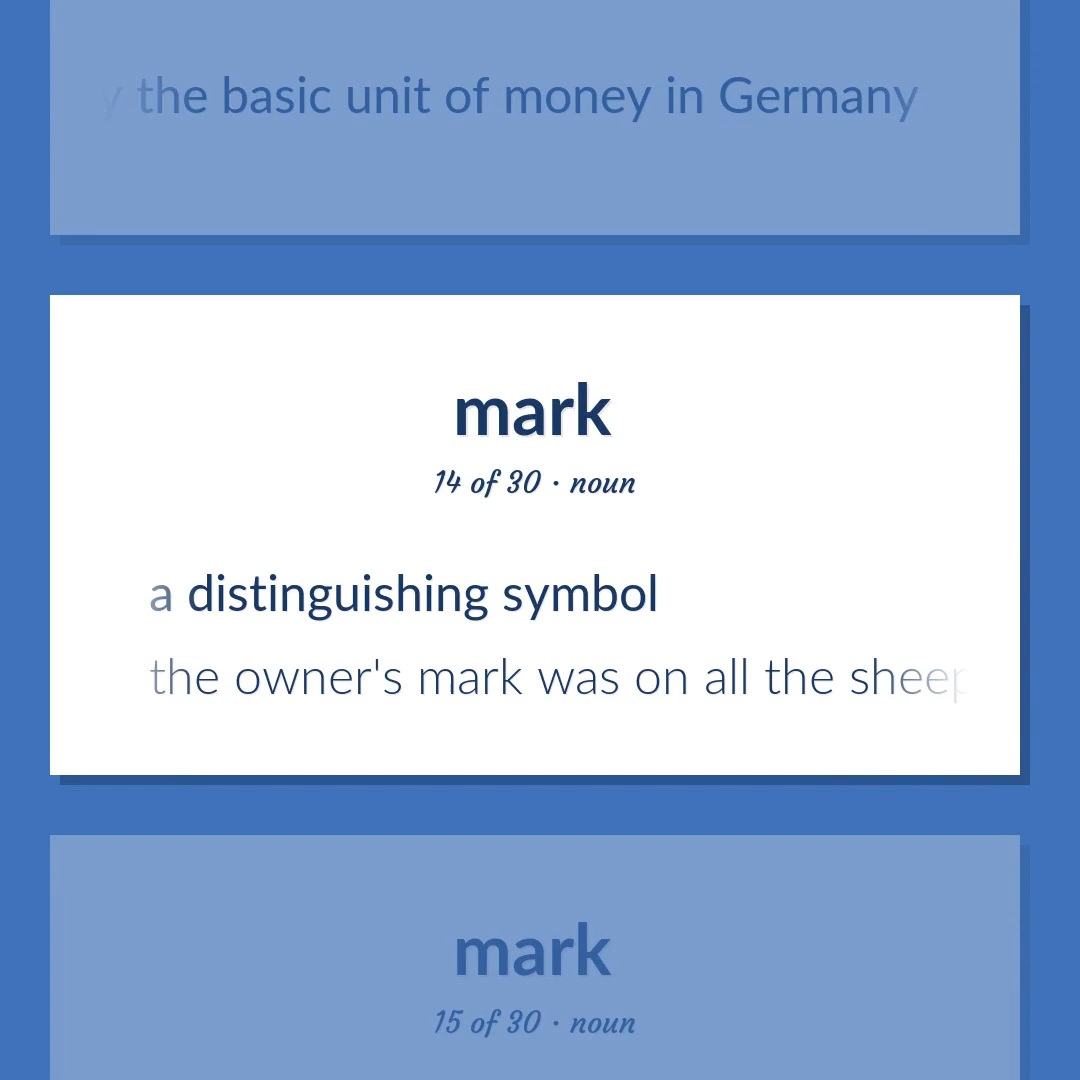 the basic unit of money in Germany
mark
14 of 30 · noun
a distinguishing symbol
the owner's mark was on all the sheep
mark
15 of 30 · noun